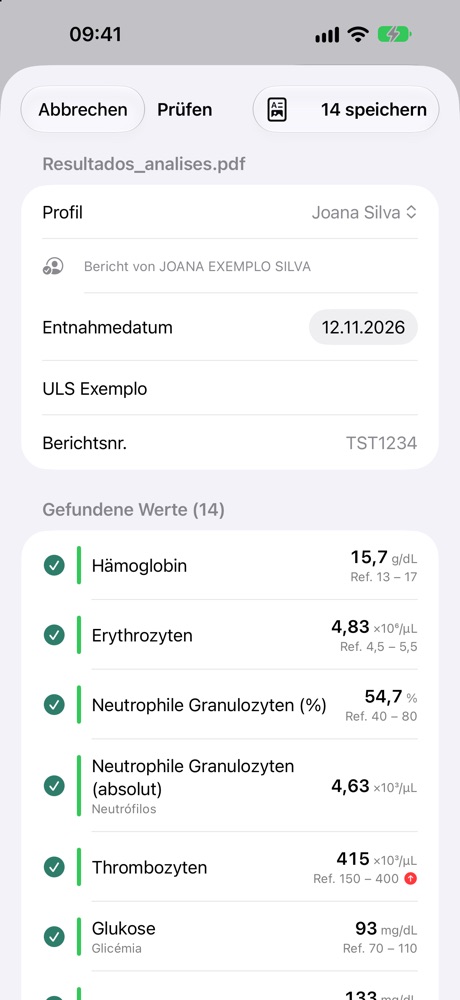 09:41
Abbrechen
Prüfen
14 speichern
Resultados_analises.pdf
Profil
Joana Silva
Bericht von JOANA EXEMPLO SILVA
Entnahmedatum
12.11.2026
ULS Exemplo
Berichtsnr.
TST1234
Gefundene Werte (14)
Hämoglobin
15,7 g/dL
Ref. 13 – 17
Erythrozyten
4,83 ×10⁶/µL
Ref. 4,5 – 5,5
Neutrophile Granulozyten (%)
54,7 %
Ref. 40 – 80
Neutrophile Granulozyten
(absolut)
Neutrófilos
4,63 ×10³/µL
Thrombozyten
415 ×10³/µL
Ref. 150 – 400
Glukose
Glicémia
93 mg/dL
Ref. 70 – 110
133 mg/dL